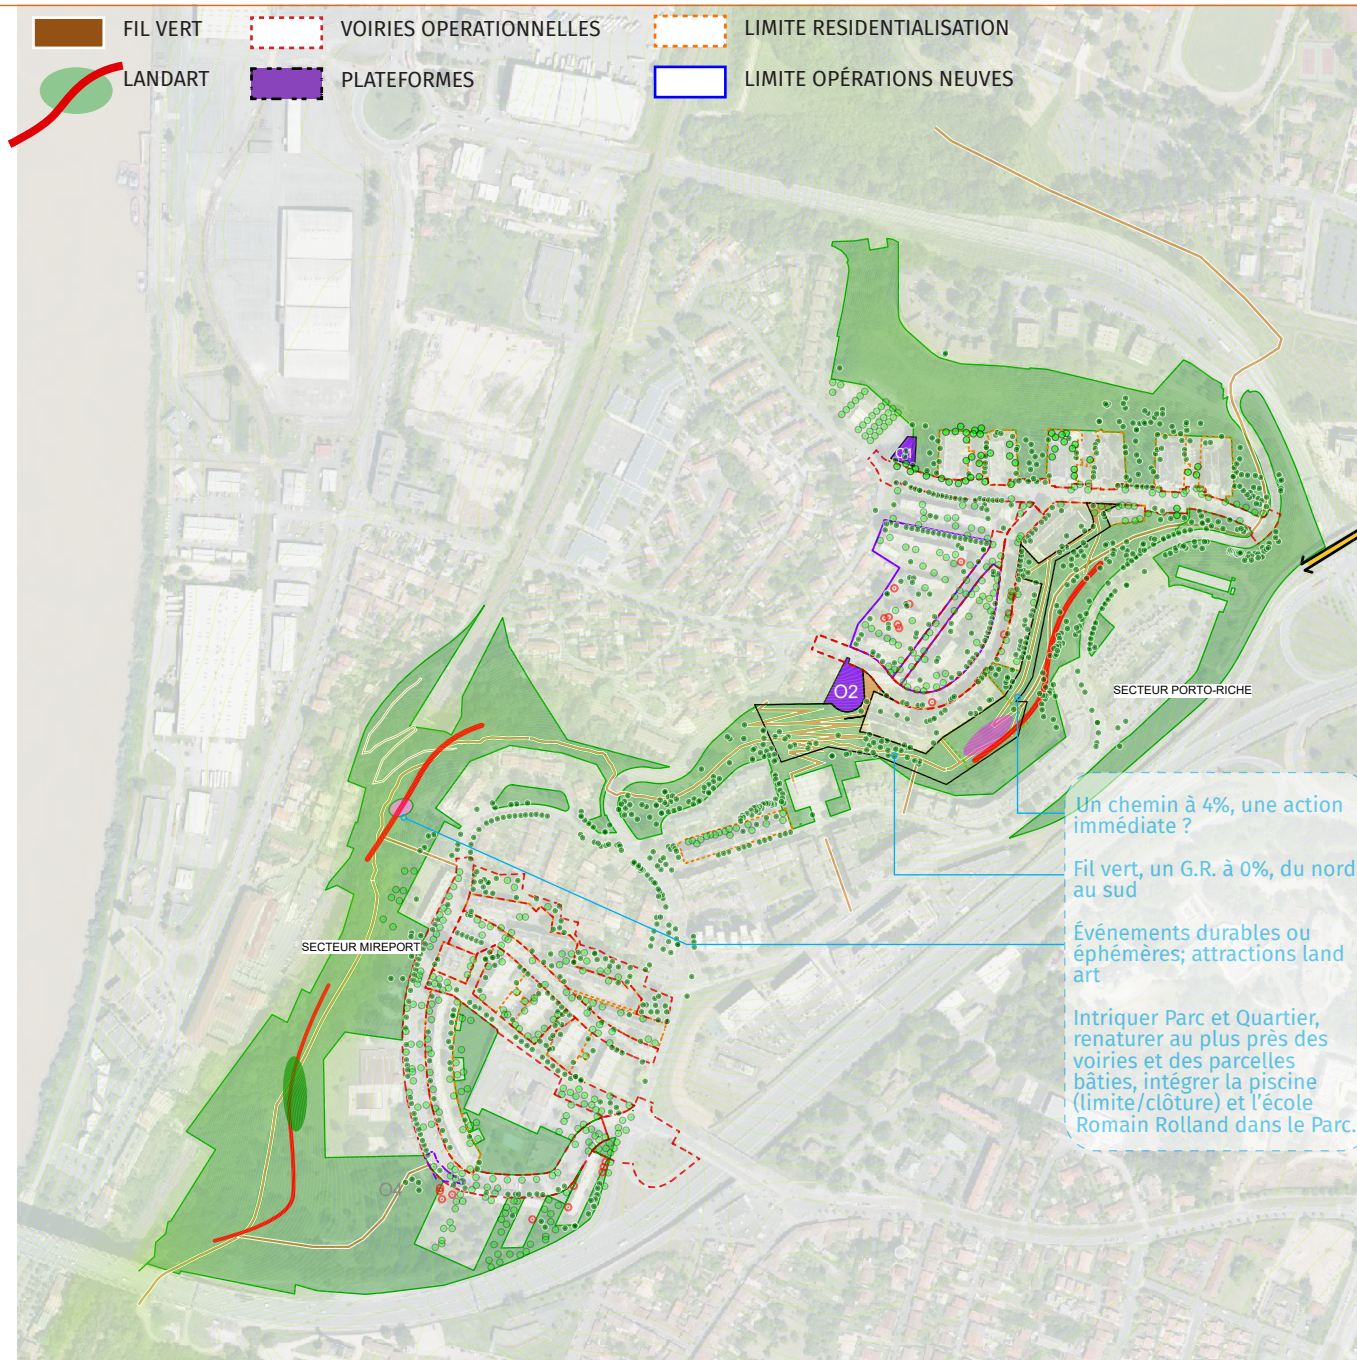 FIL VERT
VOIRIES OPERATIONNELLES
LIMITE RESIDENTIALISATION
LANDART
PLATEFORMES
LIMITE OPÉRATIONS NEUVES
O2
SECTEUR PORTO-RICHE
Un chemin à 4%, une action
immédiate ?
Fil vert, un G.R. à 0%, du nord
au sud
Événements durables ou
éphémères; attractions land
art
Intriquer Parc et Quartier,
renaturer au plus près des
voiries et des parcelles
bâties, intégrer la piscine
(limite/clôture) et l'école
Romain Rolland dans le Parc.
SECTEUR MIREPORT
O4